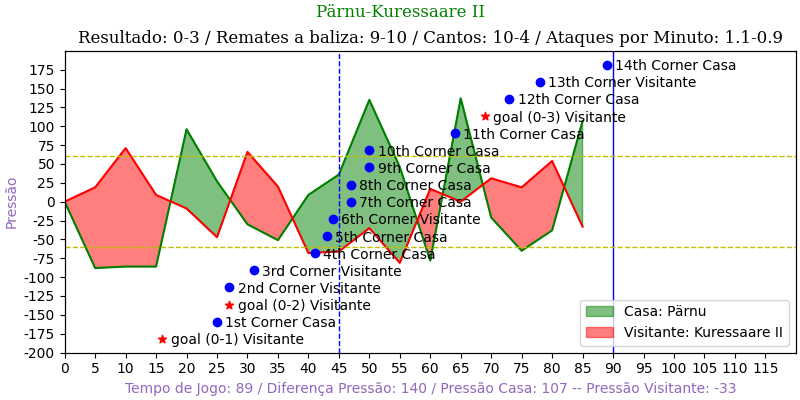 Pärnu-Kuressaare II
Resultado: 0-3 / Remates a baliza: 9-10 / Cantos: 10-4 / Ataques por Minuto: 1.1-0.9
175
150
125
100
75
50
25
0
-25
-50
-75
-100
-125
-150
-175
-200
Pressão
14th Corner Casa
13th Corner Visitante
12th Corner Casa
goal (0-3) Visitante
11th Corner Casa
10th Corner Casa
9th Corner Casa
8th Corner Casa
7th Corner Casa
6th Corner Visitante
5th Corner Casa
4th Corner Casa
3rd Corner Visitante
2nd Corner Visitante
goal (0-2) Visitante
1st Corner Casa
goal (0-1) Visitante
Casa: Pärnu
Visitante: Kuressaare II
0 5 10 15 20 25 30 35 40 45 50 55 60 65 70 75 80 85 90 95 100 105 110 115
Tempo de Jogo: 89 / Diferença Pressão: 140 / Pressão Casa: 107 -- Pressão Visitante: -33